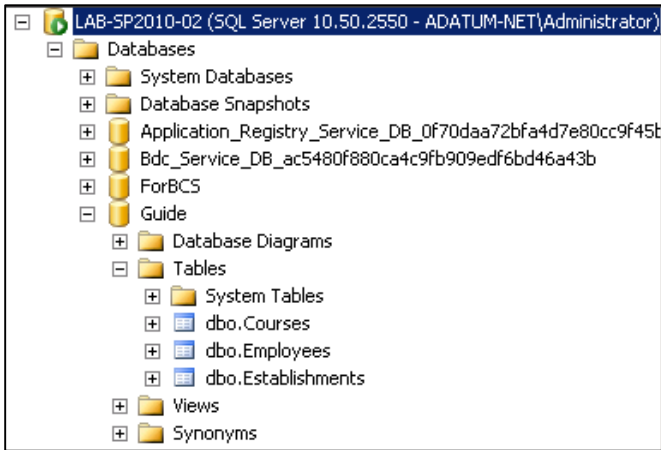 LAB-SP2010-02 (SQL Server 10.50.2550 - ADATUM-NET\Administrator)
Databases
System Databases
Database Snapshots
Application_Registry_Service_DB_0f70daa72bfa4d7e80cc9f45b
Bdc_Service_DB_ac5480f880ca4c9fb909edf6bd46a43b
ForBCS
Guide
Database Diagrams
Tables
System Tables
dbo.Courses
dbo.Employees
dbo.Establishments
Views
Synonyms